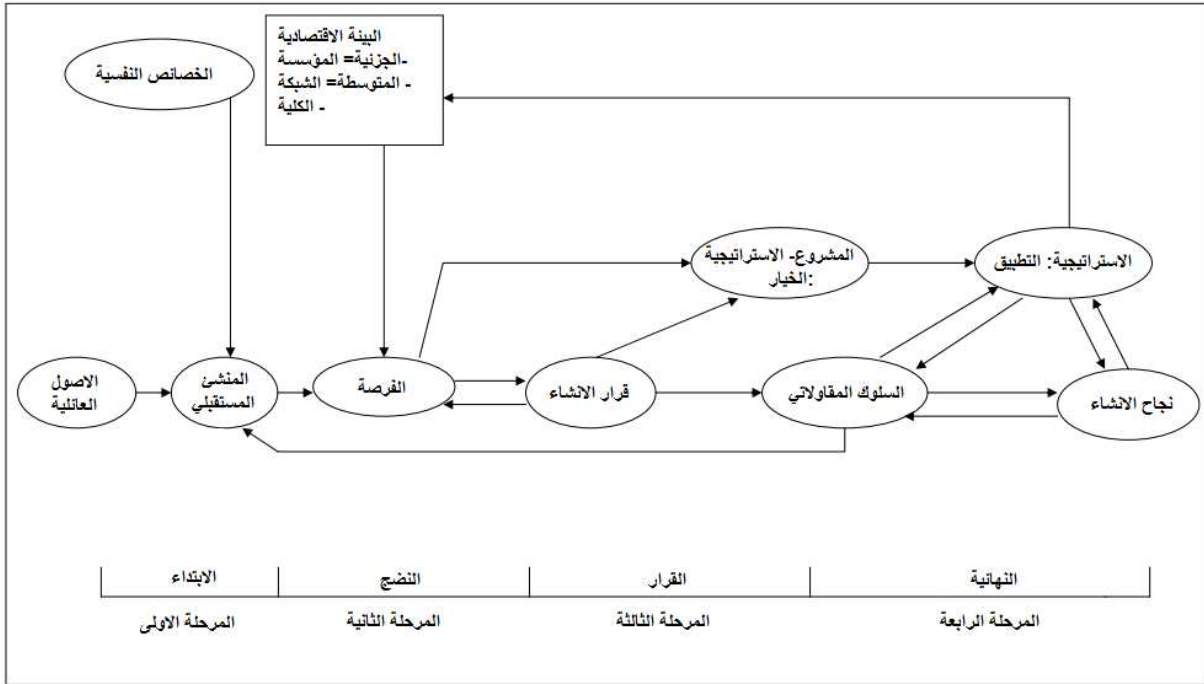 البيئة الاقتصادية
-الجزئية= المؤسسة
- المتوسطة= الشبكة
- الكلية
الخصائص النفسية
المشروع- الاستراتيجية
:الخيار
الاستراتيجية: التطبيق
الاصول
العائلية
المنشئ
المستقبلي
الفرصة
قرار الانشاء
السلوك المقاولاتي
نجاح الانشاء
الابتداء
النضج
القرار
النهائية
المرحلة الاولى
المرحلة الثانية
المرحلة الثالثة
المرحلة الرابعة